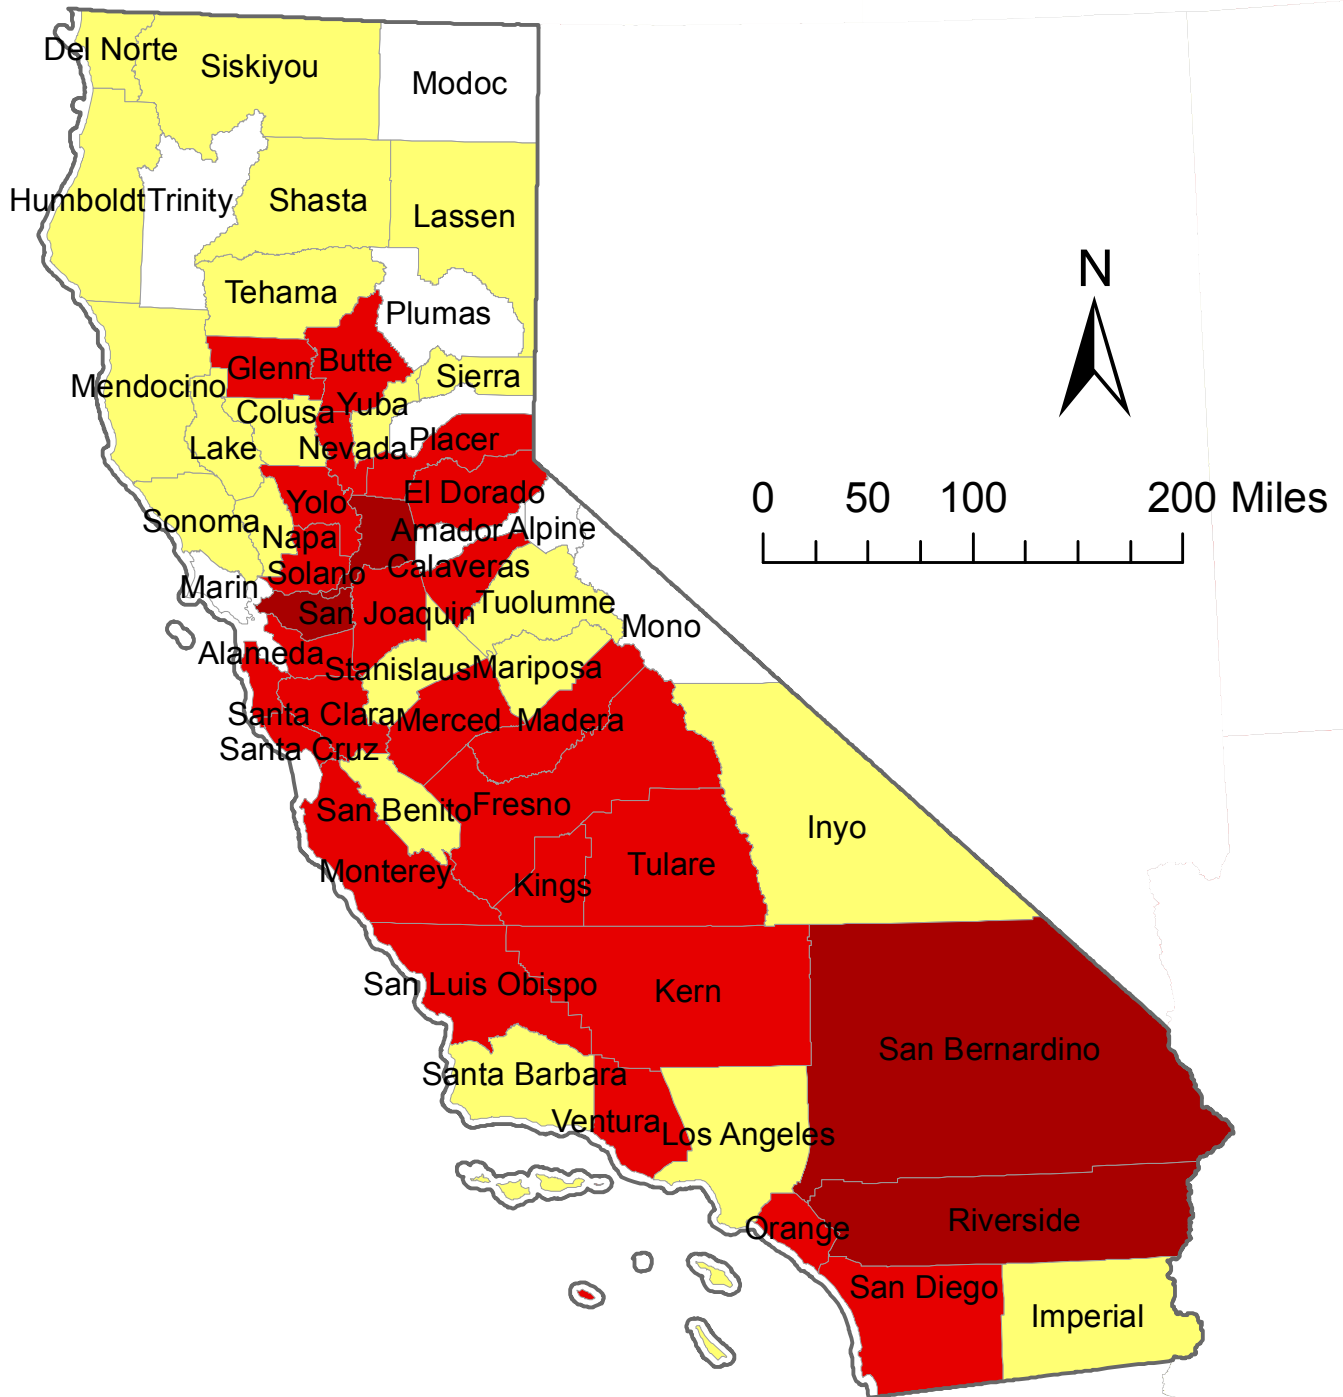 Del Norte
Siskiyou
Modoc
Humboldt
Trinity
Shasta
Lassen
N
Tehama
Plumas
Glenn
Butte
Sierra
Mendocino
Colusa
Yuba
Lake
Nevada
Placer
0 50 100 200 Miles
Yolo
El Dorado
Sonoma
Napa
Amador
Alpine
Marin
Solano
Calaveras
San Joaquin
Tuolumne
Mono
Alameda
Stanislaus
Mariposa
Santa Clara
Merced
Madera
Santa Cruz
San Benito
Fresno
Inyo
Monterey
Kings
Tulare
San Luis Obispo
Kern
San Bernardino
Santa Barbara
Ventura
Los Angeles
Orange
Riverside
San Diego
Imperial